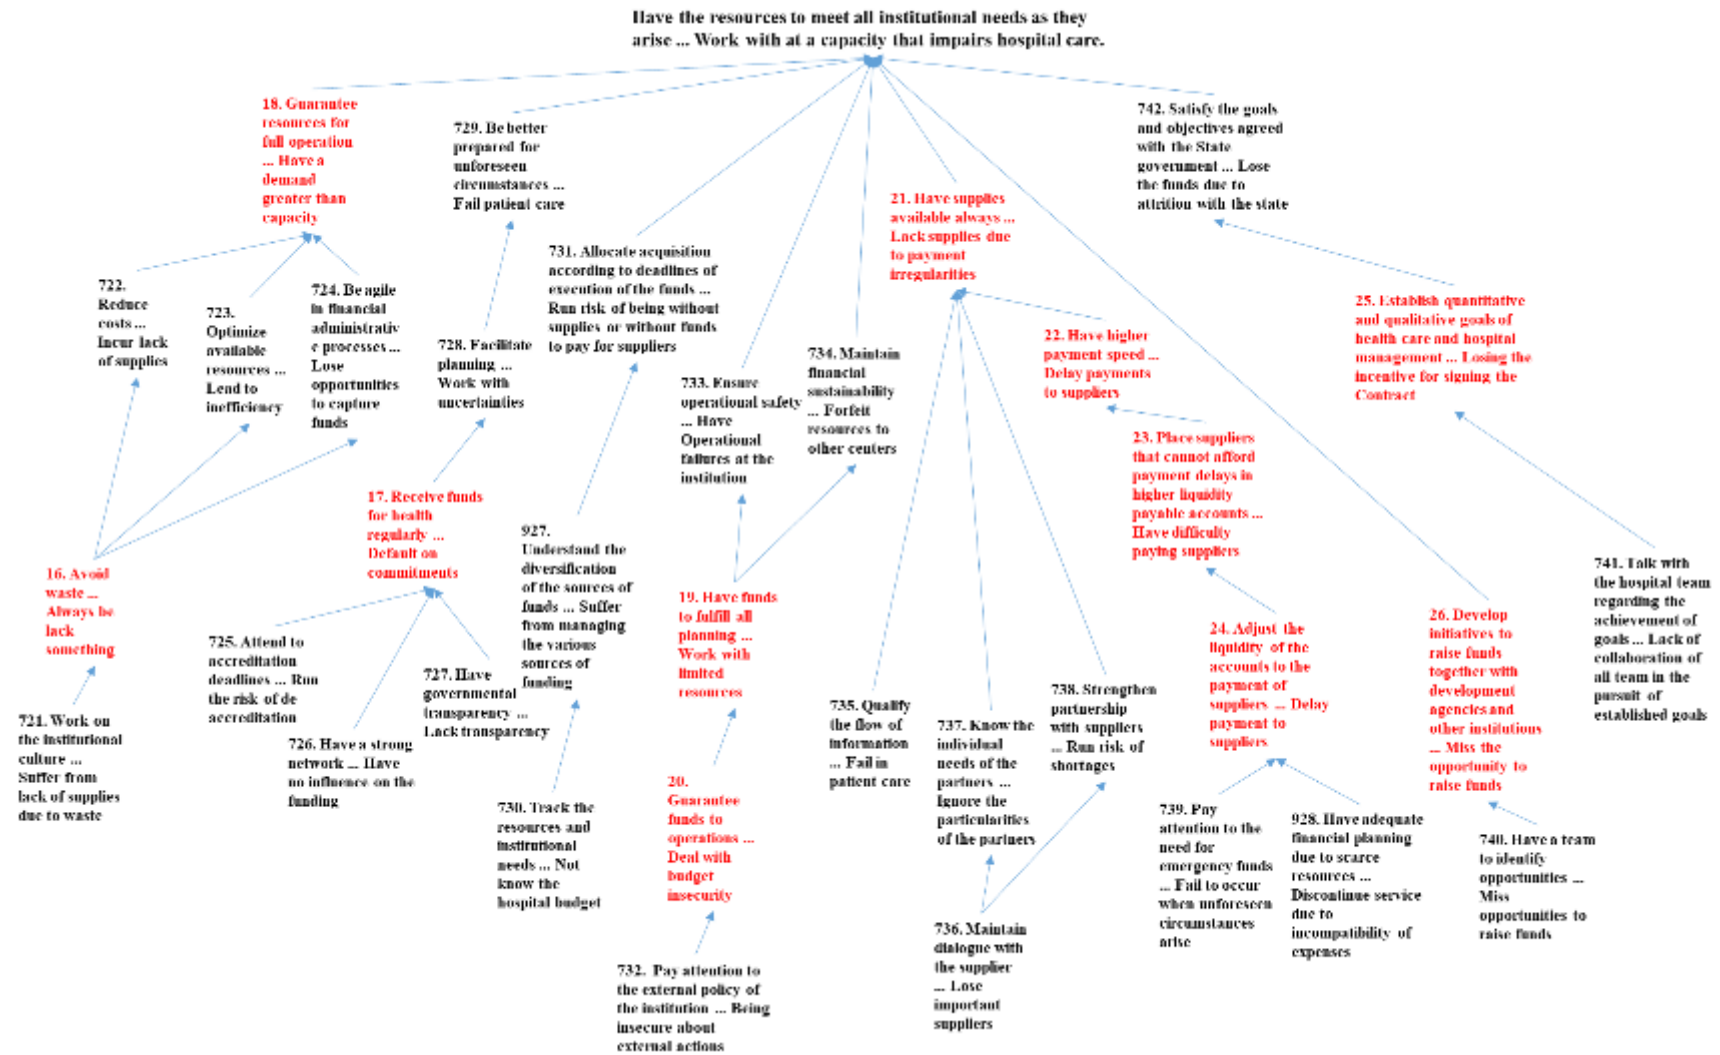 Have the resources to meet all institutional needs as they
arise ... Work with at a capacity that impairs hospital care.
18. Guarantee
resources for
full operation
... Have a
demand
greater than
capacity
729. Be better
prepared for
unforeseen
circumstances ...
Fail patient care
742. Satisfy the goals
and objectives agreed
with the State
government ... Lose
the funds due to
attrition with the state
21. Have supplies
available always ...
Lack supplies due
to payment
irregularities
731. Allocate acquisition
according to deadlines of
execution of the funds ...
Run risk of being without
supplies or without funds
to pay for suppliers
722.
Reduce
costs ...
Incur lack
of supplies
723.
Optimize
available
resources ...
Lead to
inefficiency
724. Be agile
in financial
administrativ
e processes ...
Lose
opportunities
to capture
funds
728. Facilitate
planning ...
Work with
uncertainties
733. Ensure
operational safety
... Have
Operational
failures at the
institution
734. Maintain
financial
sustainability
... Forfeit
resources to
other centers
22. Have higher
payment speed ...
Delay payments
to suppliers
25. Establish quantitative
and qualitative goals of
health care and hospital
management ... Losing the
incentive for signing the
Contract
23. Place suppliers
that cannot afford
payment delays in
higher liquidity
payable accounts ...
Have difficulty
paying suppliers
17. Receive funds
for health
regularly ...
Default on
commitments
927.
Understand the
diversification
of the sources of
funds ... Suffer
from managing
the various
sources of
funding
16. Avoid
waste ...
Always be
lack
something
19. Have funds
to fulfill all
planning ...
Work with
limited
resources
741. Talk with
the hospital team
regarding the
achievement of
goals ... Lack of
collaboration of
all team in the
pursuit of
established goals
24. Adjust the
liquidity of the
accounts to the
payment of
suppliers ... Delay
payment to
suppliers
26. Develop
initiatives to
raise funds
together with
development
agencies and
other institutions
... Miss the
opportunity to
raise funds
725. Attend to
accreditation
deadlines ... Run
the risk of de
accreditation
727. Have
governmental
transparency ...
Lack transparency
726. Have a strong
network ... Have
no influence on the
funding
721. Work on
the institutional
culture ...
Suffer from
lack of supplies
due to waste
735. Qualify
the flow of
information
... Fail in
patient care
737. Know the
individual
needs of the
partners ...
Ignore the
particularities
of the partners
738. Strengthen
partnership
with suppliers
... Run risk of
shortages
730. Track the
resources and
institutional
needs ... Not
know the
hospital budget
20.
Guarantee
funds to
operations ...
Deal with
budget
insecurity
739. Pay
attention to the
need for
emergency funds
... Fail to occur
when unforeseen
circumstances
arise
928. Have adequate
financial planning
due to scarce
resources ...
Discontinue service
due to
incompatibility of
expenses
740. Have a team
to identify
opportunities ...
Miss
opportunities to
raise funds
736. Maintain
dialogue with
the supplier
... Lose
important
suppliers
732. Pay attention to
the external policy of
the institution ... Being
insecure about
external actions